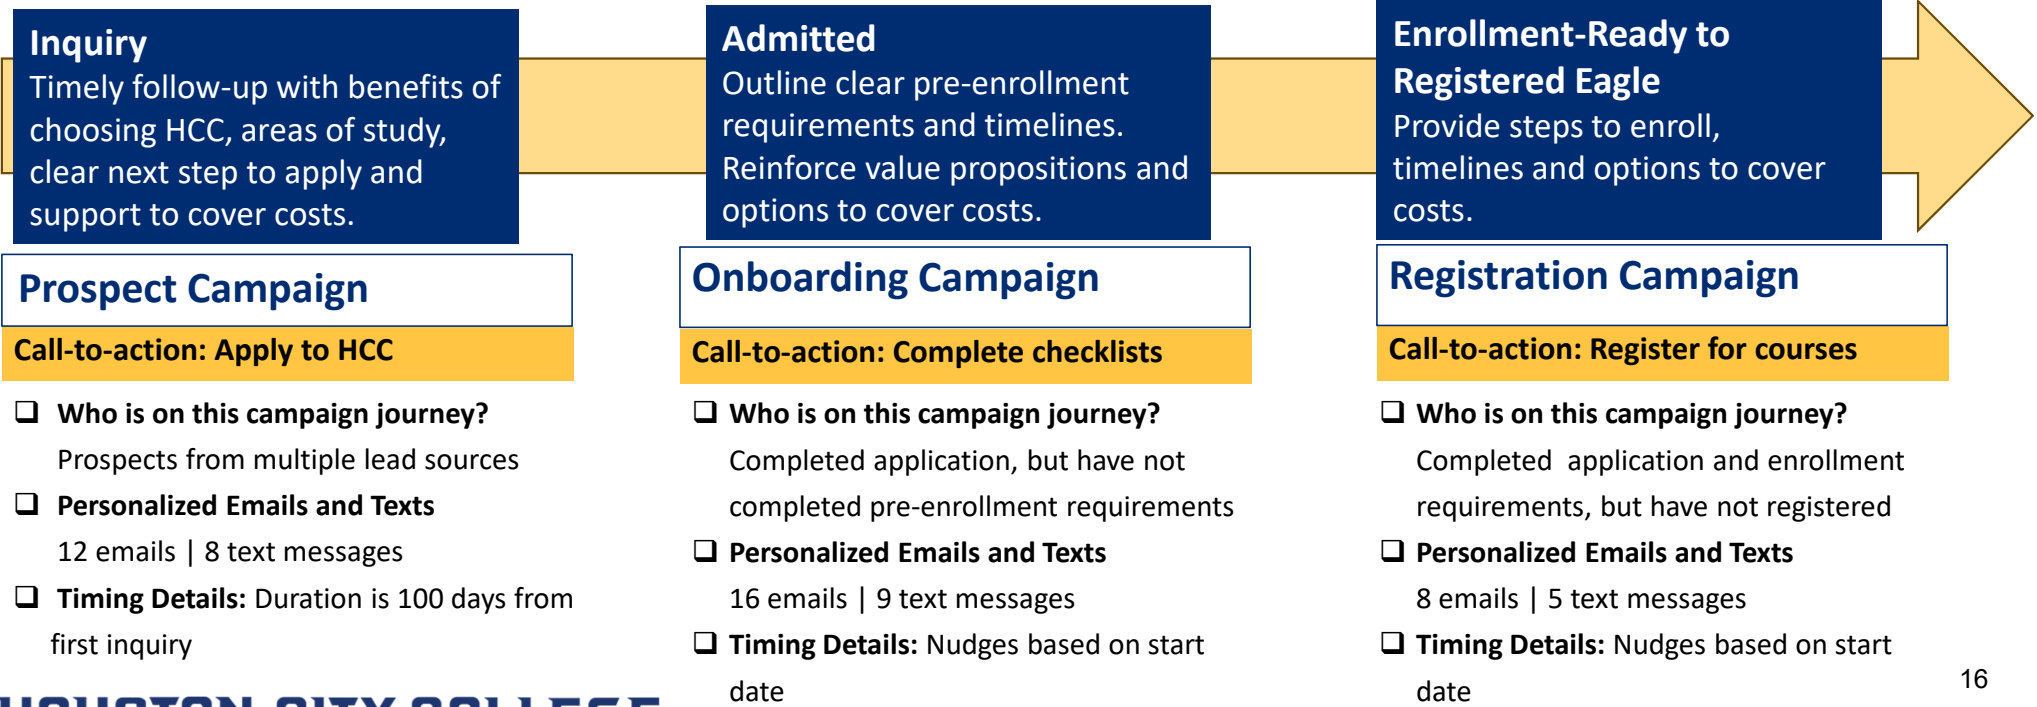 Inquiry
Timely follow-up with benefits of
choosing HCC, areas of study,
clear next step to apply and
support to cover costs.
Prospect Campaign
Call-to-action: Apply to HCC
❑ Who is on this campaign journey?
Prospects from multiple lead sources
❑ Personalized Emails and Texts
12 emails | 8 text messages
❑ Timing Details: Duration is 100 days from
first inquiry
Admitted
Outline clear pre-enrollment
requirements and timelines.
Reinforce value propositions and
options to cover costs.
Onboarding Campaign
Call-to-action: Complete checklists
❑ Who is on this campaign journey?
Completed application, but have not
completed pre-enrollment requirements
❑ Personalized Emails and Texts
16 emails | 9 text messages
❑ Timing Details: Nudges based on start
date
Enrollment-Ready to
Registered Eagle
Provide steps to enroll,
timelines and options to cover
costs.
Registration Campaign
Call-to-action: Register for courses
❑ Who is on this campaign journey?
Completed application and enrollment
requirements, but have not registered
❑ Personalized Emails and Texts
8 emails | 5 text messages
❑ Timing Details: Nudges based on start
date
HOUSTON CITY COLLEGE
16